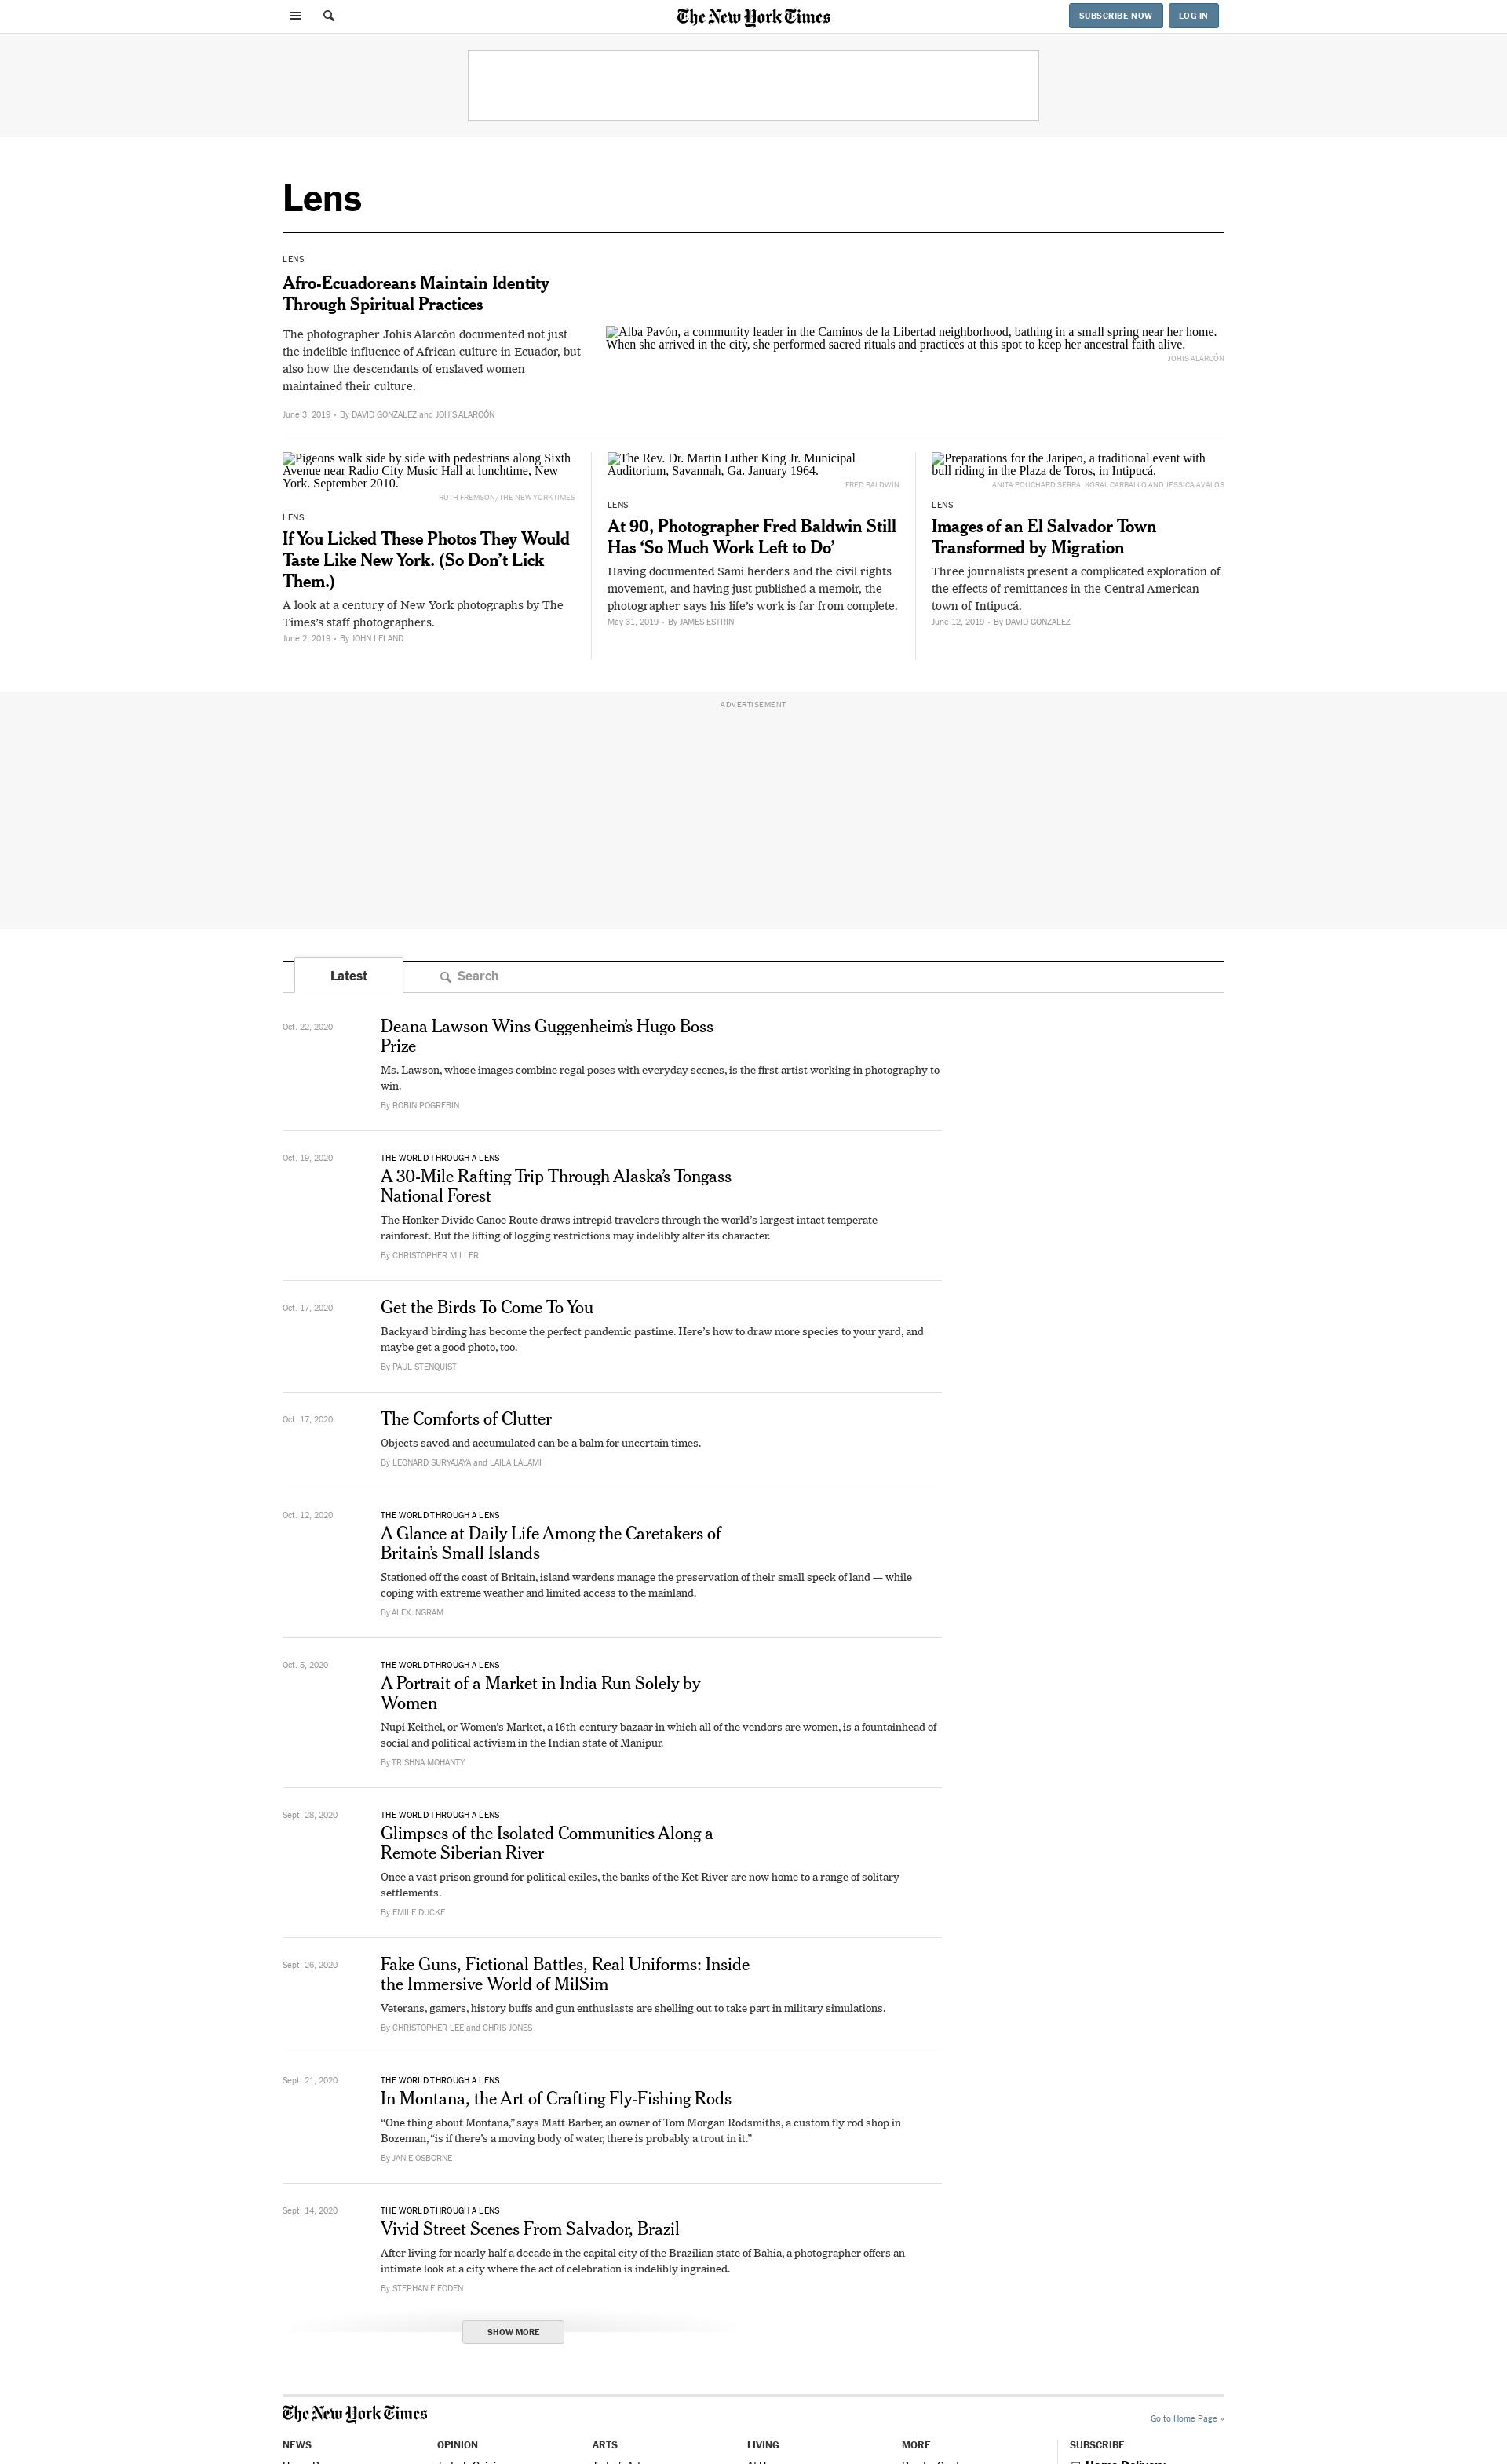 The New York Times
SUBSCRIBE NOW
LOG IN
Lens
LENS
Afro-Ecuadoreans Maintain Identity
Through Spiritual Practices
The photographer Johis Alarcón documented not just
the indelible influence of African culture in Ecuador, but
also how the descendants of enslaved women
maintained their culture.
June 3, 2019 • By DAVID GONZALEZ and JOHIS ALARCÓN
Alba Pavón, a community leader in the Caminos de la Libertad neighborhood, bathing in a small spring near her home.
When she arrived in the city, she performed sacred rituals and practices at this spot to keep her ancestral faith alive.
JOHIS ALARCÓN
Pigeons walk side by side with pedestrians along Sixth
Avenue near Radio City Music Hall at lunchtime, New
York. September 2010.
RUTH FREMSON/THE NEW YORK TIMES
LENS
If You Licked These Photos They Would
Taste Like New York. (So Don’t Lick
Them.)
A look at a century of New York photographs by The
Times’s staff photographers.
June 2, 2019 • By JOHN LELAND
The Rev. Dr. Martin Luther King Jr. Municipal
Auditorium, Savannah, Ga. January 1964.
FRED BALDWIN
LENS
At 90, Photographer Fred Baldwin Still
Has ‘So Much Work Left to Do’
Having documented Sami herders and the civil rights
movement, and having just published a memoir, the
photographer says his life’s work is far from complete.
May 31, 2019 • By JAMES ESTRIN
Preparations for the Jaripeo, a traditional event with
bull riding in the Plaza de Toros, in Intipucá.
ANITA POUCHARD SERRA, KORAL CARBALLO AND JESSICA AVALOS
LENS
Images of an El Salvador Town
Transformed by Migration
Three journalists present a complicated exploration of
the effects of remittances in the Central American
town of Intipucá.
June 12, 2019 • By DAVID GONZALEZ
ADVERTISEMENT
Latest
Search
Oct. 22, 2020
Deana Lawson Wins Guggenheim’s Hugo Boss
Prize
Ms. Lawson, whose images combine regal poses with everyday scenes, is the first artist working in photography to
win.
By ROBIN POGREBIN
Oct. 19, 2020
THE WORLD THROUGH A LENS
A 30-Mile Rafting Trip Through Alaska’s Tongass
National Forest
The Honker Divide Canoe Route draws intrepid travelers through the world’s largest intact temperate
rainforest. But the lifting of logging restrictions may indelibly alter its character.
By CHRISTOPHER MILLER
Oct. 17, 2020
Get the Birds To Come To You
Backyard birding has become the perfect pandemic pastime. Here’s how to draw more species to your yard, and
maybe get a good photo, too.
By PAUL STENQUIST
Oct. 17, 2020
The Comforts of Clutter
Objects saved and accumulated can be a balm for uncertain times.
By LEONARD SURYAJAYA and LAILA LALAMI
Oct. 12, 2020
THE WORLD THROUGH A LENS
A Glance at Daily Life Among the Caretakers of
Britain’s Small Islands
Stationed off the coast of Britain, island wardens manage the preservation of their small speck of land — while
coping with extreme weather and limited access to the mainland.
By ALEX INGRAM
Oct. 5, 2020
THE WORLD THROUGH A LENS
A Portrait of a Market in India Run Solely by
Women
Nupi Keithel, or Women’s Market, a 16th-century bazaar in which all of the vendors are women, is a fountainhead of
social and political activism in the Indian state of Manipur.
By TRISHNA MOHANTY
Sept. 28, 2020
THE WORLD THROUGH A LENS
Glimpses of the Isolated Communities Along a
Remote Siberian River
Once a vast prison ground for political exiles, the banks of the Ket River are now home to a range of solitary
settlements.
By EMILE DUCKE
Sept. 26, 2020
Fake Guns, Fictional Battles, Real Uniforms: Inside
the Immersive World of MilSim
Veterans, gamers, history buffs and gun enthusiasts are shelling out to take part in military simulations.
By CHRISTOPHER LEE and CHRIS JONES
Sept. 21, 2020
THE WORLD THROUGH A LENS
In Montana, the Art of Crafting Fly-Fishing Rods
“One thing about Montana,” says Matt Barber, an owner of Tom Morgan Rodsmiths, a custom fly rod shop in
Bozeman, “is if there’s a moving body of water, there is probably a trout in it.”
By JANIE OSBORNE
Sept. 14, 2020
THE WORLD THROUGH A LENS
Vivid Street Scenes From Salvador, Brazil
After living for nearly half a decade in the capital city of the Brazilian state of Bahia, a photographer offers an
intimate look at a city where the act of celebration is indelibly ingrained.
By STEPHANIE FODEN
SHOW MORE
The New York Times
Go to Home Page »
NEWS
OPINION
ARTS
LIVING
MORE
SUBSCRIBE